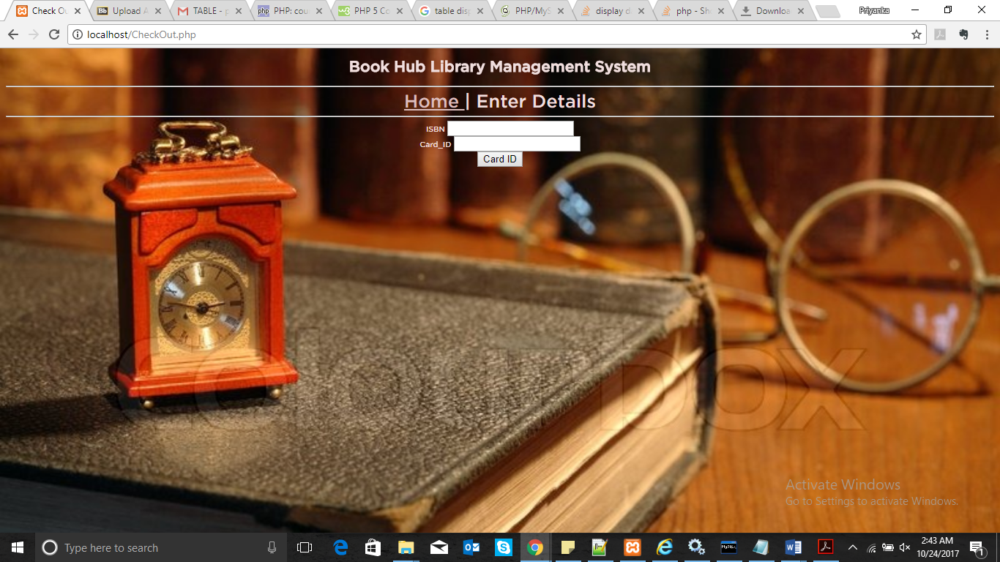 Check Ou
Upload A
TABLE - p
PHP: cou
PHP 5 Co
table disp
PHP/MyS
display d
php - Sh
Downloa
Priyanka
localhost/CheckOut.php
Book Hub Library Management System
Home | Enter Details
ISBN
Card_ID
Card ID
colourbox
Activate Windows
Go to Settings to activate Windows.
Type here to search
2:43 AM
10/24/2017